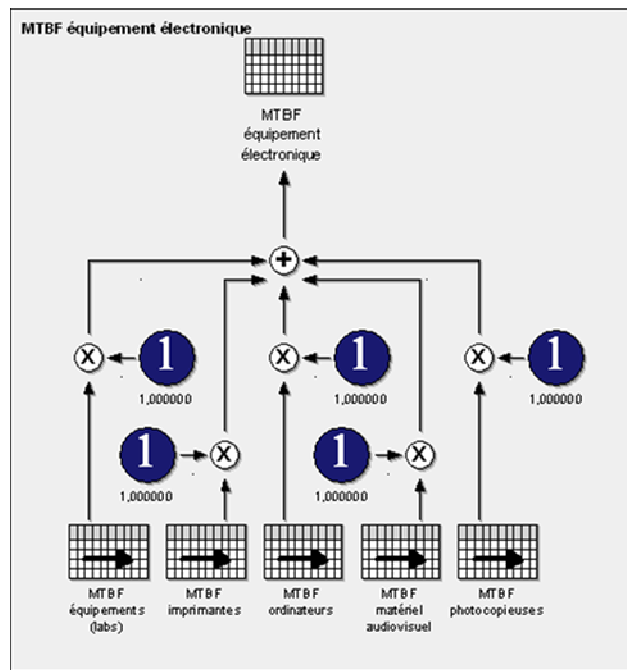 MTBF équipement électronique
MTBF
équipement
électronique
+
X
1
X
1
X
1
1,000000
1,000000
1,000000
1
X
1
X
1,000000
1,000000
MTBF
équipements
(labs)
MTBF
imprimantes
MTBF
ordinateurs
MTBF
matériel
audiovisuel
MTBF
photocopieuses